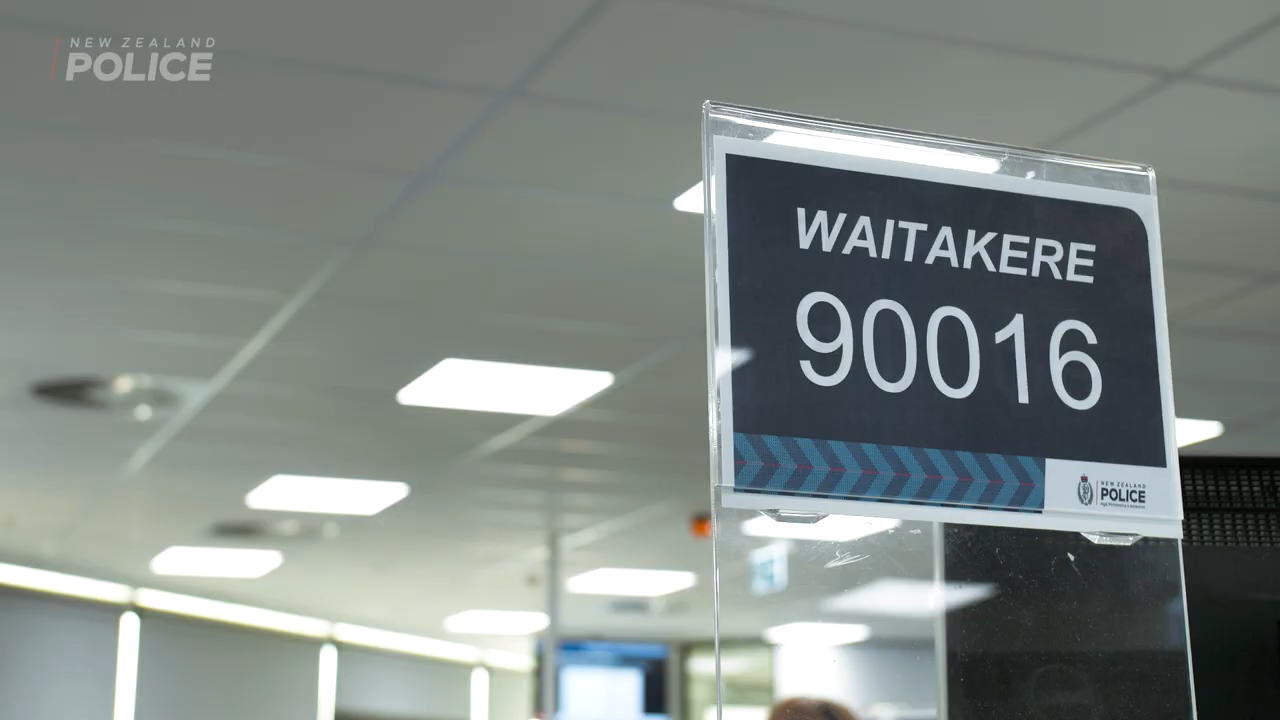 NEW ZEALAND
POLICE
WAITAKERE
90016
NEW ZEALAND
POLICE